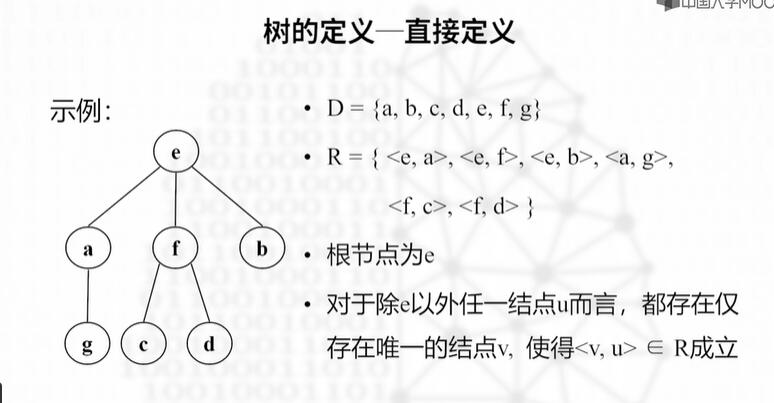 中国大学MOOC
树的定义—直接定义
示例：
• D = {a, b, c, d, e, f, g}
• R = { <e, a>, <e, f>, <e, b>, <a, g>,
<f, c>, <f, d> }
• 根节点为e
• 对于除e以外任一结点u而言，都存在仅
存在唯一的结点v, 使得<v, u> ∈ R成立
e
a
f
b
g
c
d